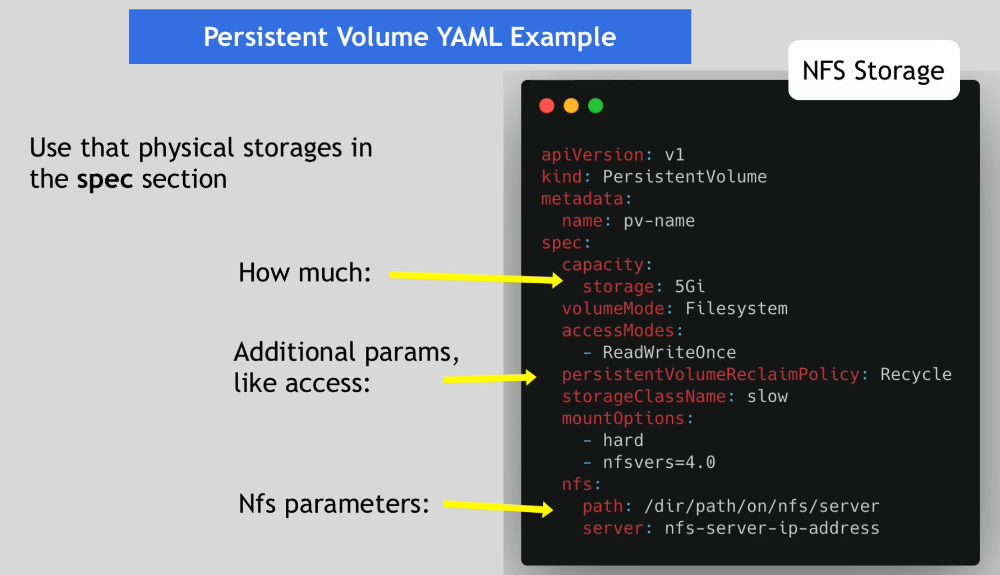 Persistent Volume YAML Example
NFS Storage
Use that physical storages in
the spec section
How much:
Additional params,
like access:
Nfs parameters:
apiVersion: v1
kind: PersistentVolume
metadata:
  name: pv-name
spec:
  capacity:
    storage: 5Gi
  volumeMode: Filesystem
  accessModes:
    - ReadWriteOnce
  persistentVolumeReclaimPolicy: Recycle
  storageClassName: slow
  mountOptions:
    - hard
    - nfsvers=4.0
  nfs:
    path: /dir/path/on/nfs/server
    server: nfs-server-ip-address